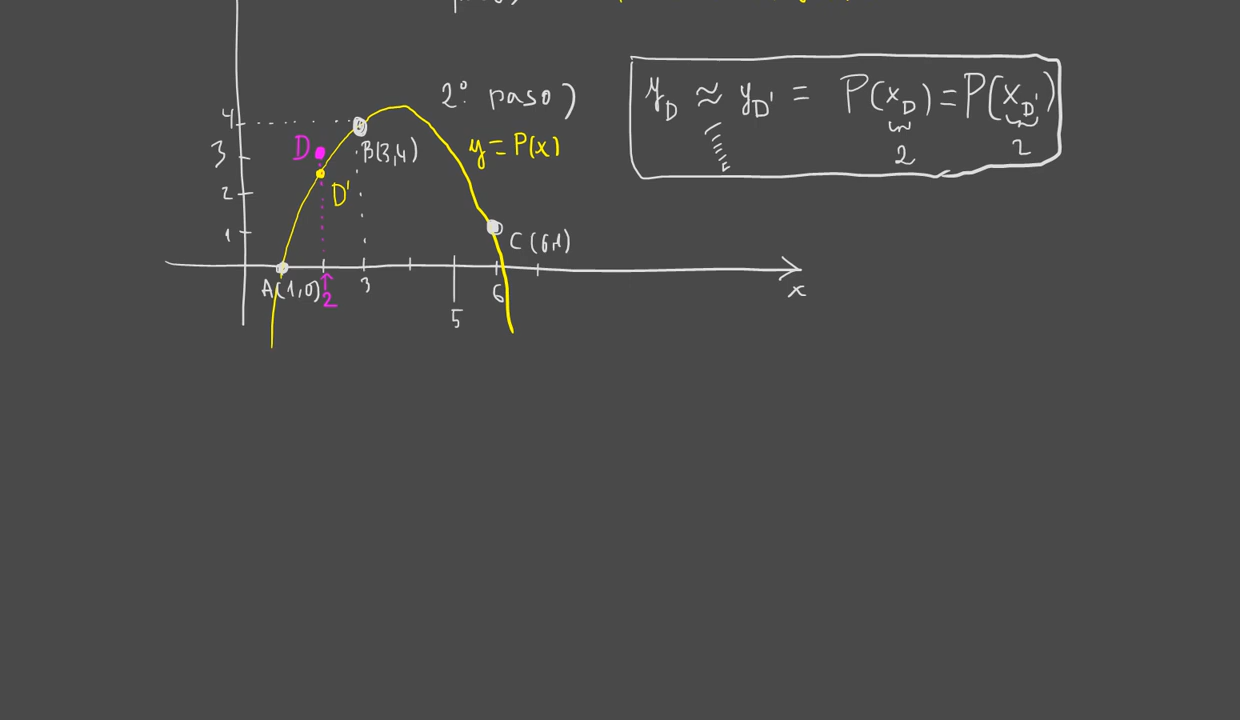 2º paso)
y_D ≈ y_D' = P(x_D) = P(x_D')
2 2
4
3
2
1
D
D'
B(3,4)
y = P(x)
C(6,1)
A(1,0)
2
3
5
6
x